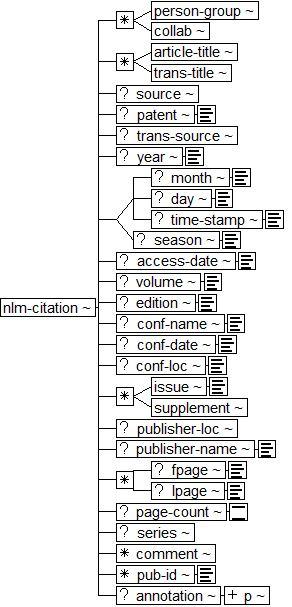 * person-group ~
collab ~
* article-title ~
trans-title ~
? source ~
? patent ~
? trans-source ~
? year ~
? month ~
? day ~
? time-stamp ~
? season ~
? access-date ~
? volume ~
? edition ~
nlm-citation ~
? conf-name ~
? conf-date ~
? conf-loc ~
* issue ~
supplement ~
? publisher-loc ~
? publisher-name ~
* ? fpage ~
? lpage ~
? page-count ~
? series ~
* comment ~
* pub-id ~
? annotation ~ + p ~